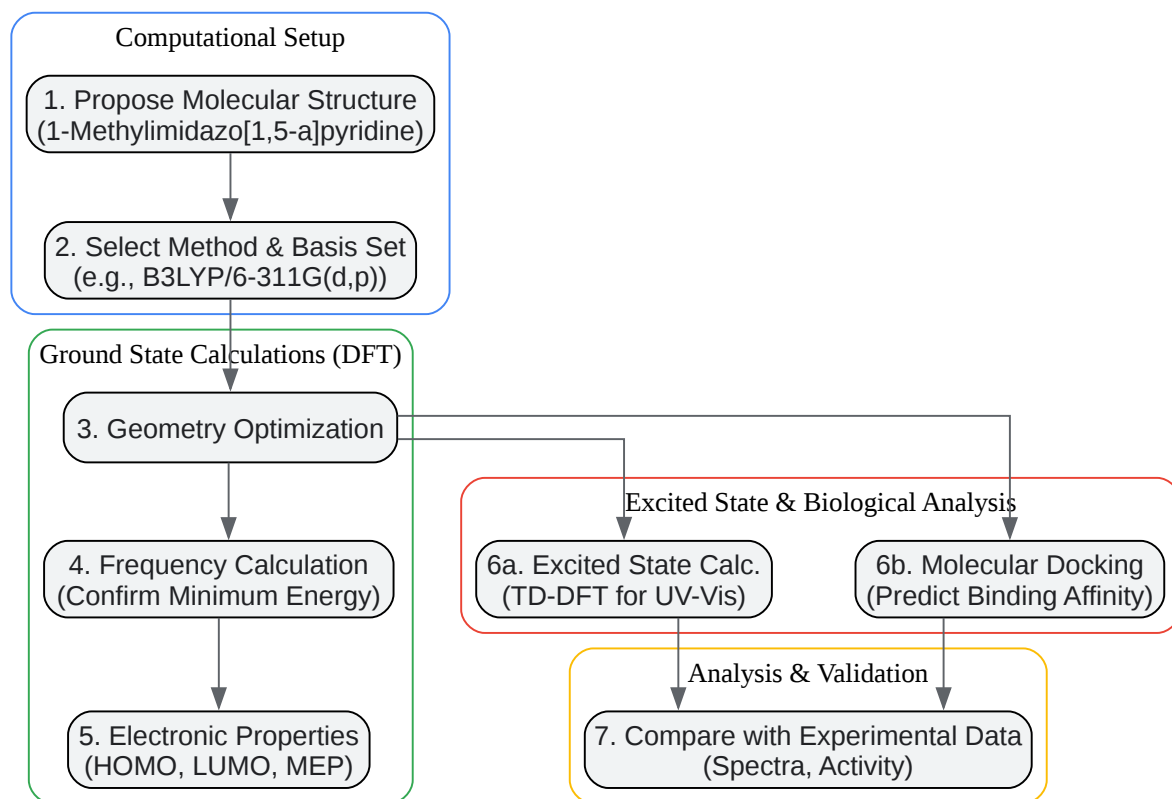 Computational Setup
1. Propose Molecular Structure
(1-Methylimidazo[1,5-a]pyridine)
2. Select Method & Basis Set
(e.g., B3LYP/6-311G(d,p))
Ground State Calculations (DFT)
3. Geometry Optimization
4. Frequency Calculation
(Confirm Minimum Energy)
5. Electronic Properties
(HOMO, LUMO, MEP)
Excited State & Biological Analysis
6a. Excited State Calc.
(TD-DFT for UV-Vis)
6b. Molecular Docking
(Predict Binding Affinity)
Analysis & Validation
7. Compare with Experimental Data
(Spectra, Activity)